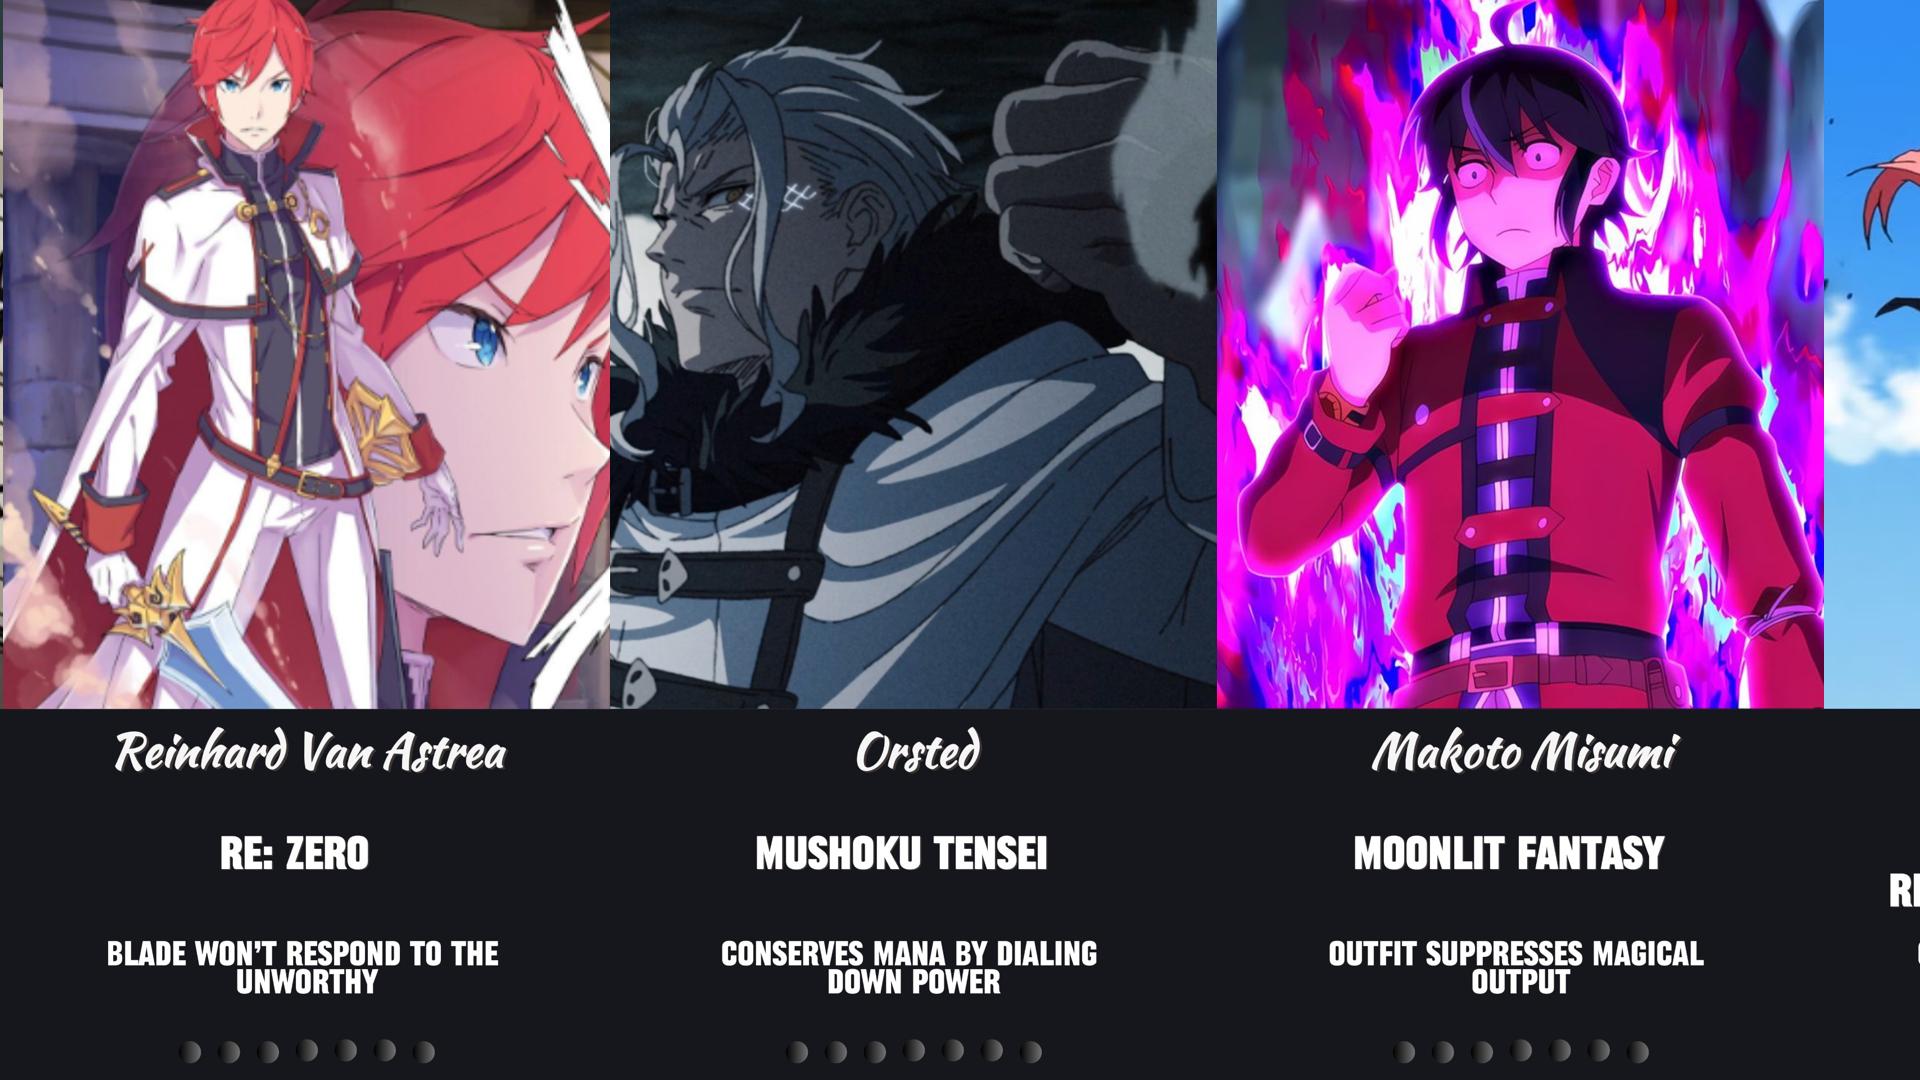 Reinhard Van Astrea
RE: ZERO
BLADE WON'T RESPOND TO THE
UNWORTHY
Orsted
MUSHOKU TENSEI
CONSERVES MANA BY DIALING
DOWN POWER
Makoto Misumi
MOONLIT FANTASY
OUTFIT SUPPRESSES MAGICAL
OUTPUT